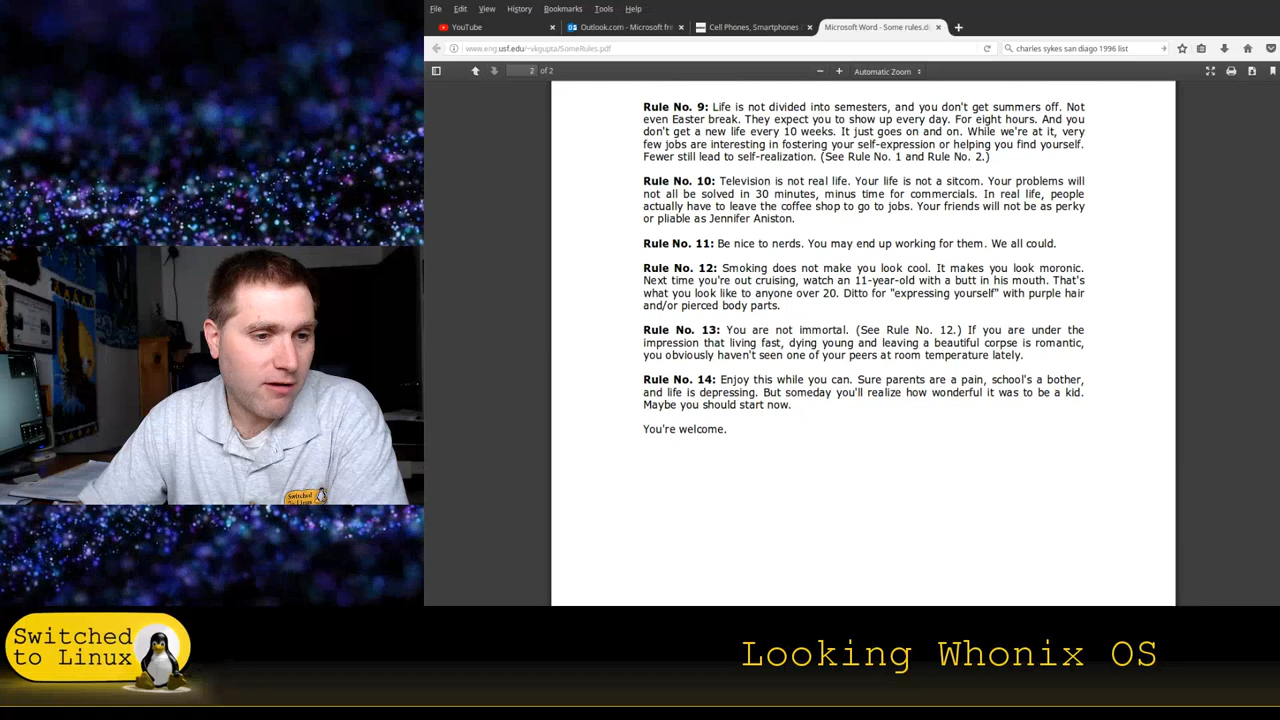 File Edit View History Bookmarks Tools Help
YouTube × Outlook.com - Microsoft fre × Cell Phones, Smartphones × Microsoft Word - Some rules.d ×
www.eng.usf.edu/~vkgupta/SomeRules.pdf charles sykes san diago 1996 list
2 of 2 Automatic Zoom
Rule No. 9: Life is not divided into semesters, and you don't get summers off. Not
even Easter break. They expect you to show up every day. For eight hours. And you
don't get a new life every 10 weeks. It just goes on and on. While we're at it, very
few jobs are interesting in fostering your self-expression or helping you find yourself.
Fewer still lead to self-realization. (See Rule No. 1 and Rule No. 2.)
Rule No. 10: Television is not real life. Your life is not a sitcom. Your problems will
not all be solved in 30 minutes, minus time for commercials. In real life, people
actually have to leave the coffee shop to go to jobs. Your friends will not be as perky
or pliable as Jennifer Aniston.
Rule No. 11: Be nice to nerds. You may end up working for them. We all could.
Rule No. 12: Smoking does not make you look cool. It makes you look moronic.
Next time you're out cruising, watch an 11-year-old with a butt in his mouth. That's
what you look like to anyone over 20. Ditto for "expressing yourself" with purple hair
and/or pierced body parts.
Rule No. 13: You are not immortal. (See Rule No. 12.) If you are under the
impression that living fast, dying young and leaving a beautiful corpse is romantic,
you obviously haven't seen one of your peers at room temperature lately.
Rule No. 14: Enjoy this while you can. Sure parents are a pain, school's a bother,
and life is depressing. But someday you'll realize how wonderful it was to be a kid.
Maybe you should start now.
You're welcome.
Switched
to Linux
Switched
to Linux
Looking Whonix OS